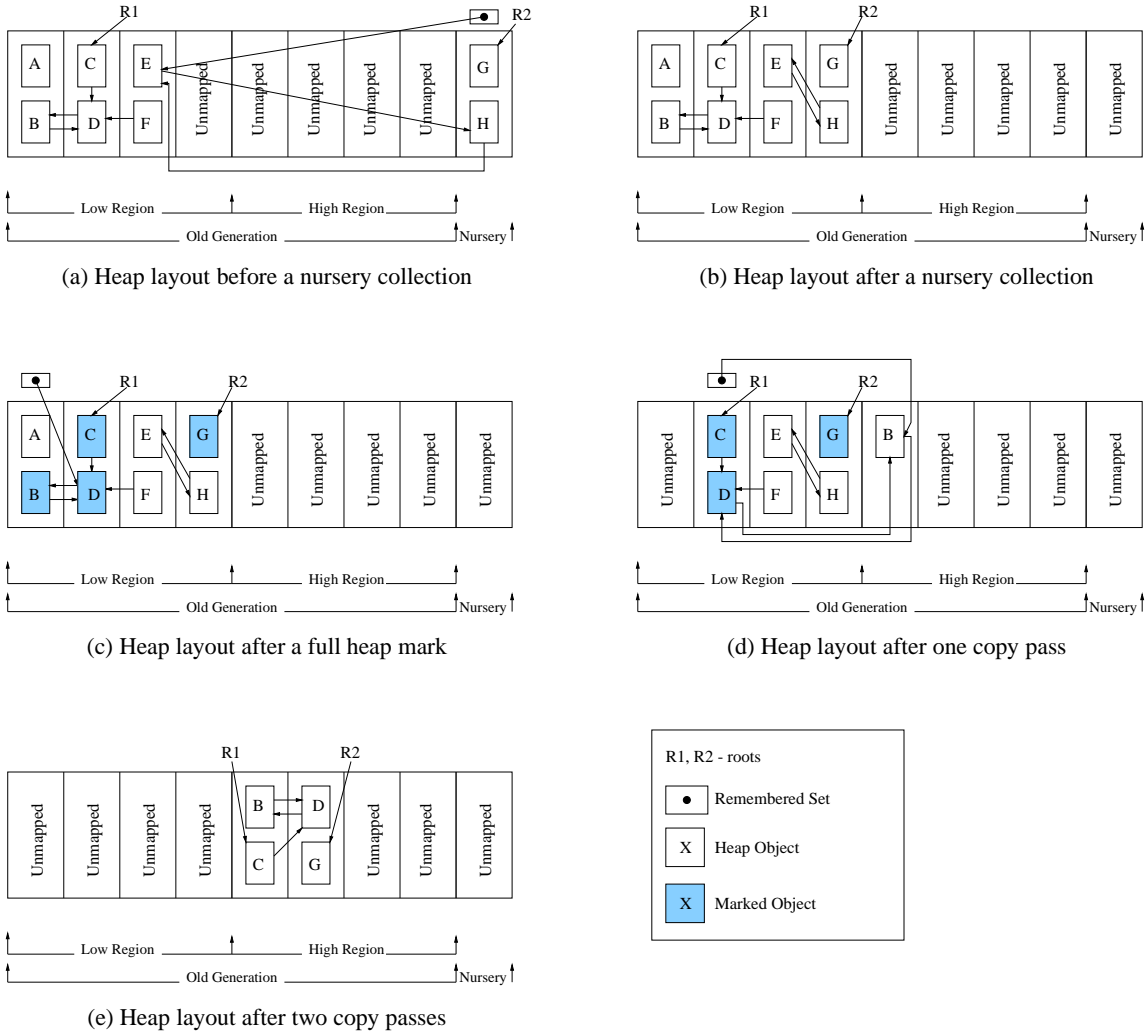 R1
R2
A
C
E
G
B
D
F
H
Unmapped
Unmapped
Unmapped
Unmapped
Unmapped
Low Region
High Region
Old Generation
Nursery
(a) Heap layout before a nursery collection
R1
R2
A
C
E
G
B
D
F
H
Unmapped
Unmapped
Unmapped
Unmapped
Unmapped
Low Region
High Region
Old Generation
Nursery
(b) Heap layout after a nursery collection
R1
R2
A
C
E
G
B
D
F
H
Unmapped
Unmapped
Unmapped
Unmapped
Unmapped
Low Region
High Region
Old Generation
Nursery
(c) Heap layout after a full heap mark
R1
R2
Unmapped
C
E
G
B
D
F
H
Unmapped
Unmapped
Unmapped
Unmapped
Low Region
High Region
Old Generation
Nursery
(d) Heap layout after one copy pass
R1
R2
Unmapped
Unmapped
Unmapped
Unmapped
B
D
C
G
Unmapped
Unmapped
Unmapped
Low Region
High Region
Old Generation
Nursery
(e) Heap layout after two copy passes
R1, R2 - roots
Remembered Set
X
Heap Object
X
Marked Object